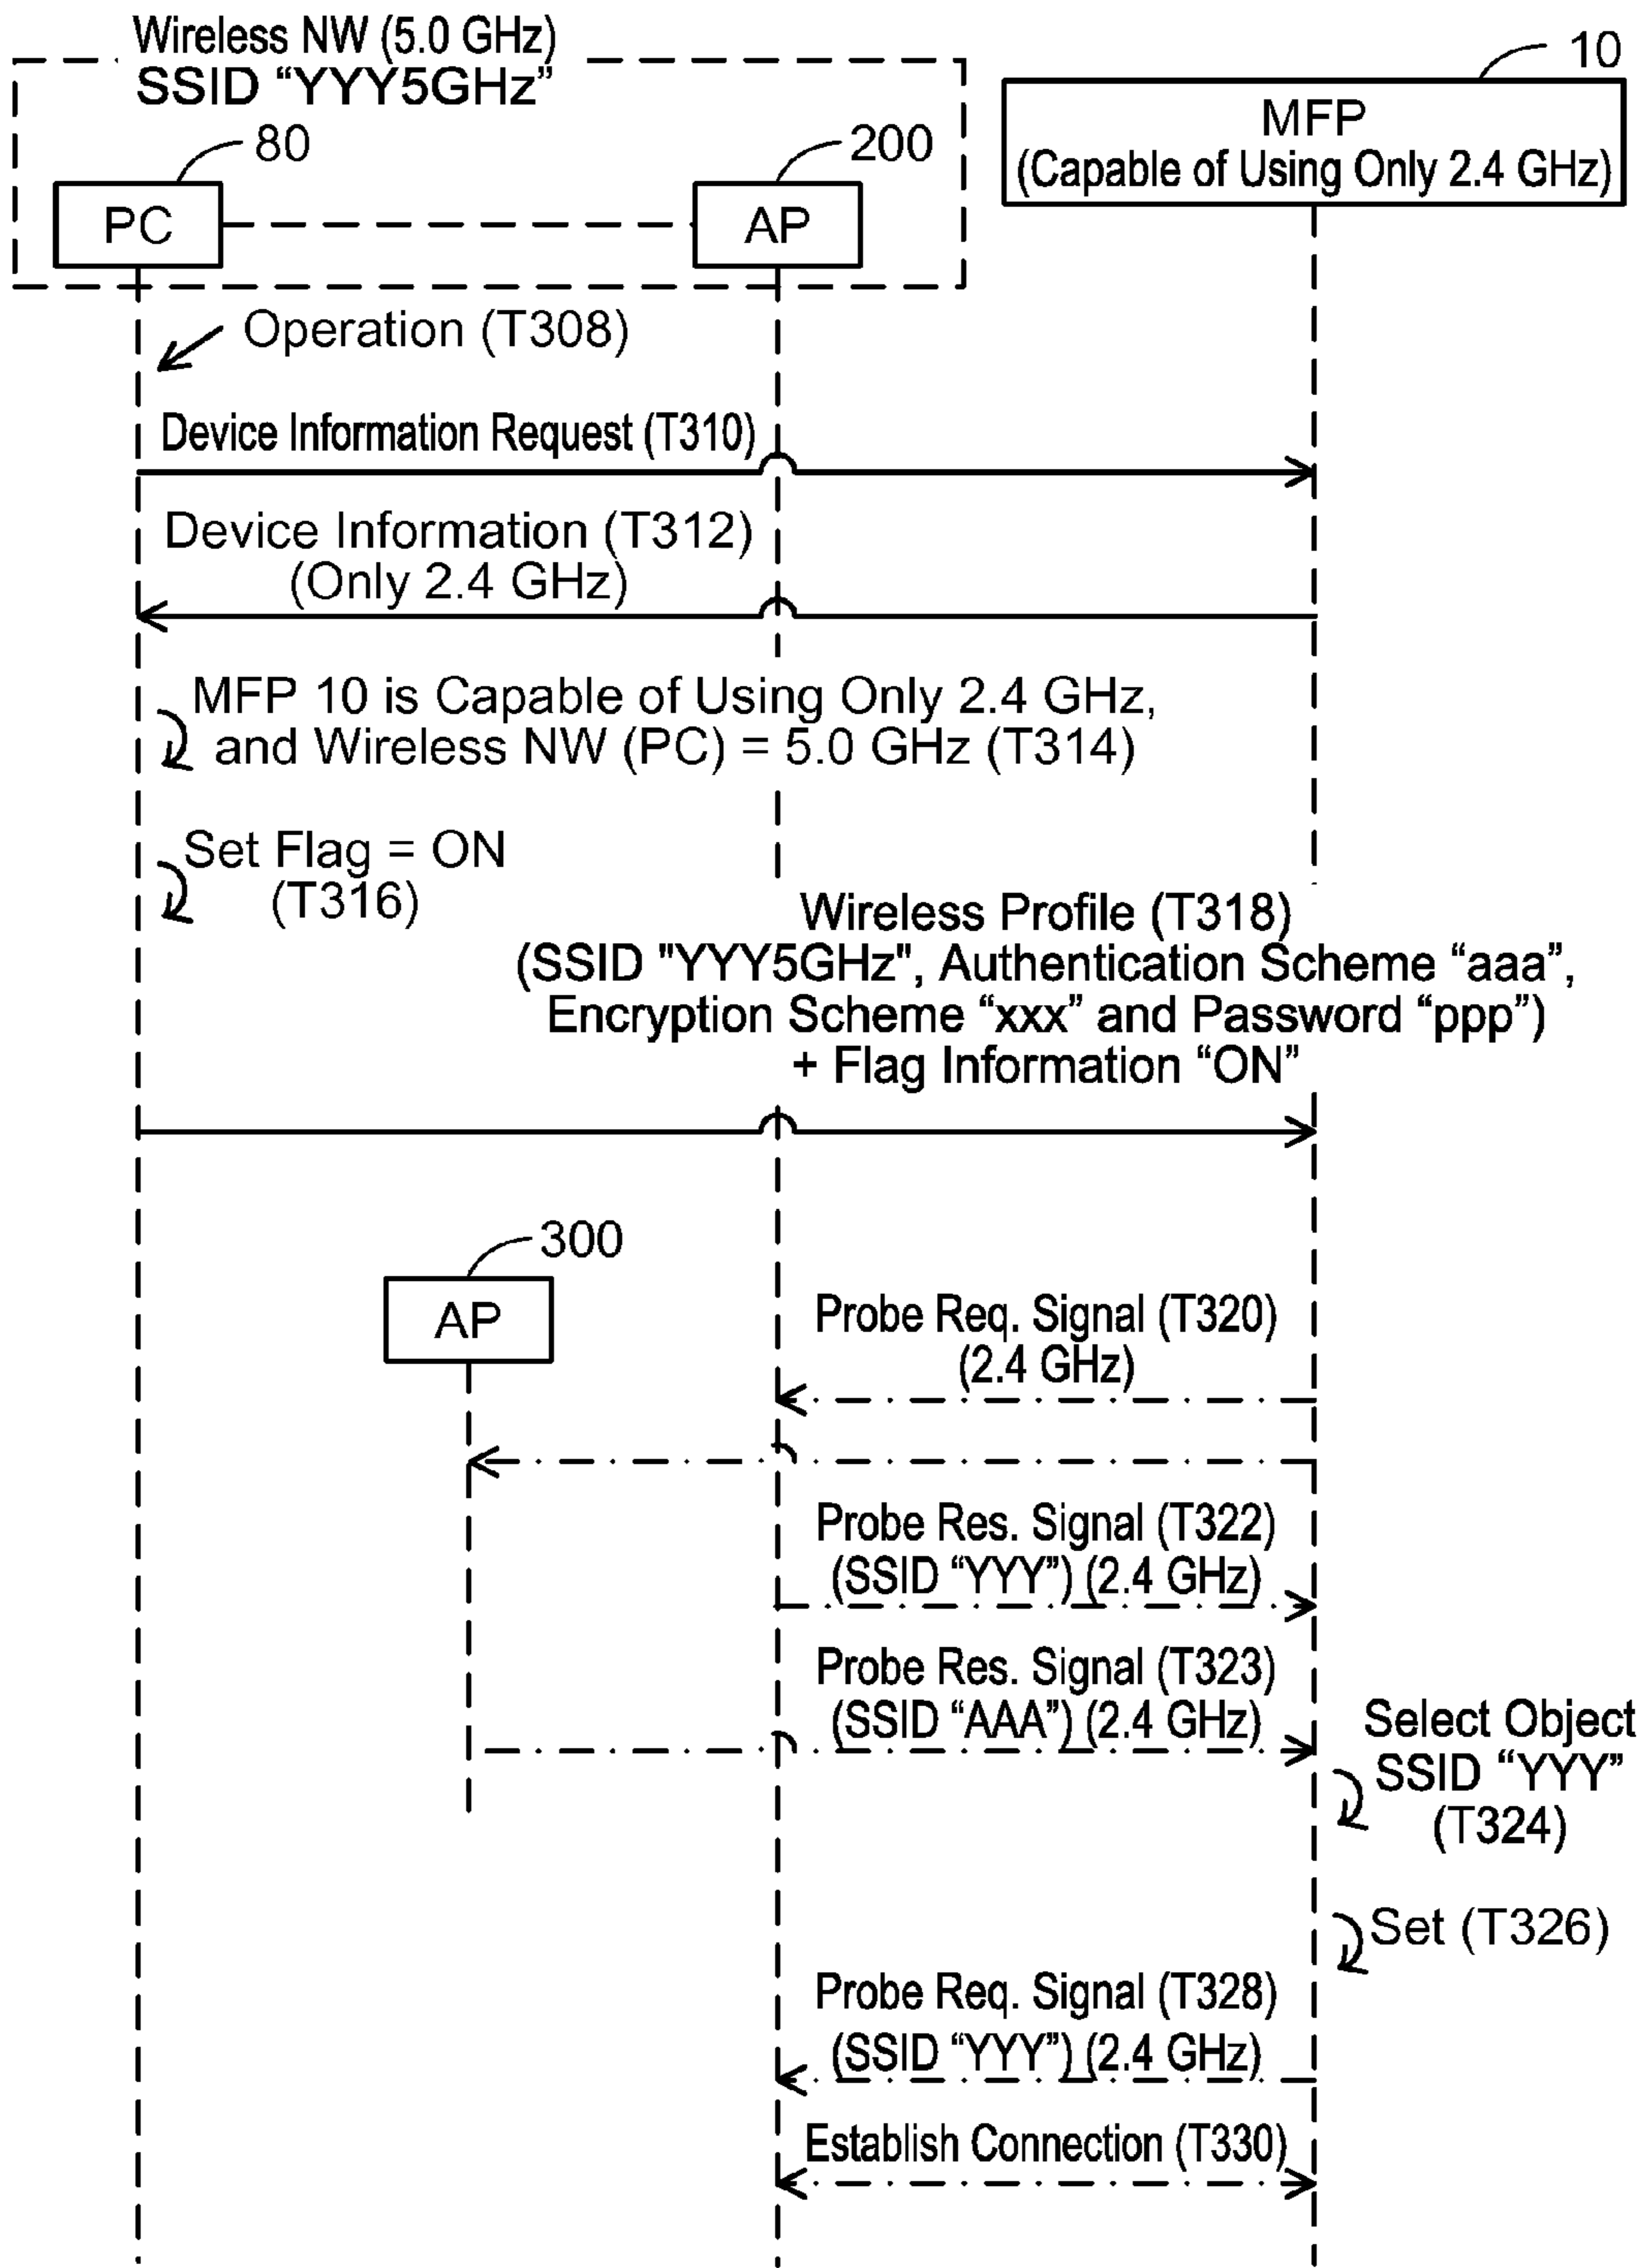 Wireless NW (5.0 GHz)
SSID “YYY5GHz”
10
MFP
(Capable of Using Only 2.4 GHz)
80
200
PC
AP
Operation (T308)
Device Information Request (T310)
Device Information (T312)
(Only 2.4 GHz)
MFP 10 is Capable of Using Only 2.4 GHz,
and Wireless NW (PC) = 5.0 GHz (T314)
Set Flag = ON
(T316)
Wireless Profile (T318)
(SSID "YYY5GHz", Authentication Scheme “aaa”,
Encryption Scheme “xxx” and Password “ppp”)
+ Flag Information “ON”
300
AP
Probe Req. Signal (T320)
(2.4 GHz)
Probe Res. Signal (T322)
(SSID “YYY”) (2.4 GHz)
Probe Res. Signal (T323)
(SSID “AAA”) (2.4 GHz)
Select Object
SSID “YYY”
(T324)
Set (T326)
Probe Req. Signal (T328)
(SSID “YYY”) (2.4 GHz)
Establish Connection (T330)